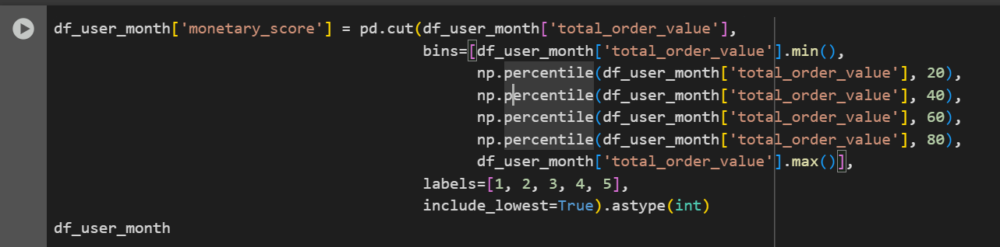 df_user_month['monetary_score'] = pd.cut(df_user_month['total_order_value'],
bins=[df_user_month['total_order_value'].min(),
np.percentile(df_user_month['total_order_value'], 20),
np.percentile(df_user_month['total_order_value'], 40),
np.percentile(df_user_month['total_order_value'], 60),
np.percentile(df_user_month['total_order_value'], 80),
df_user_month['total_order_value'].max()],
labels=[1, 2, 3, 4, 5],
include_lowest=True).astype(int)
df_user_month